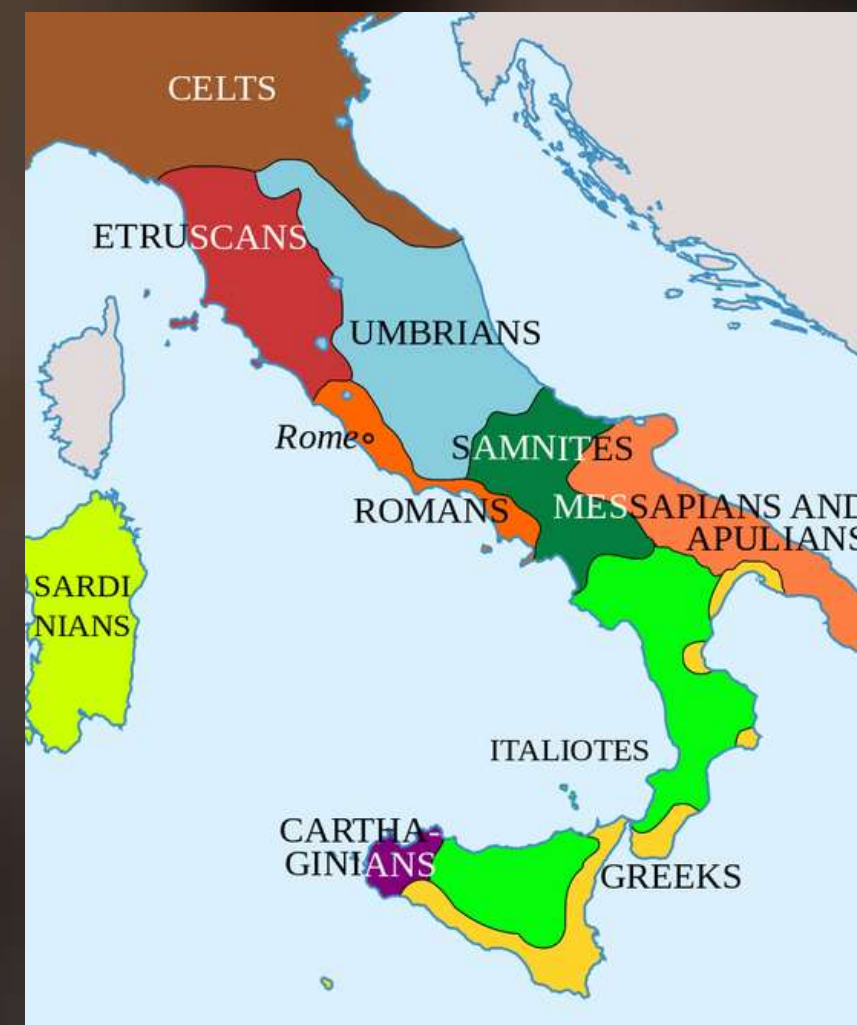 CELTS
ETRUSCANS
UMBRIANS
Rome
SAMNITES
ROMANS
MESSAPIANS AND
APULIANS
SARDI
NIANS
ITALIOTES
CARTHA-
GINIANS
GREEKS